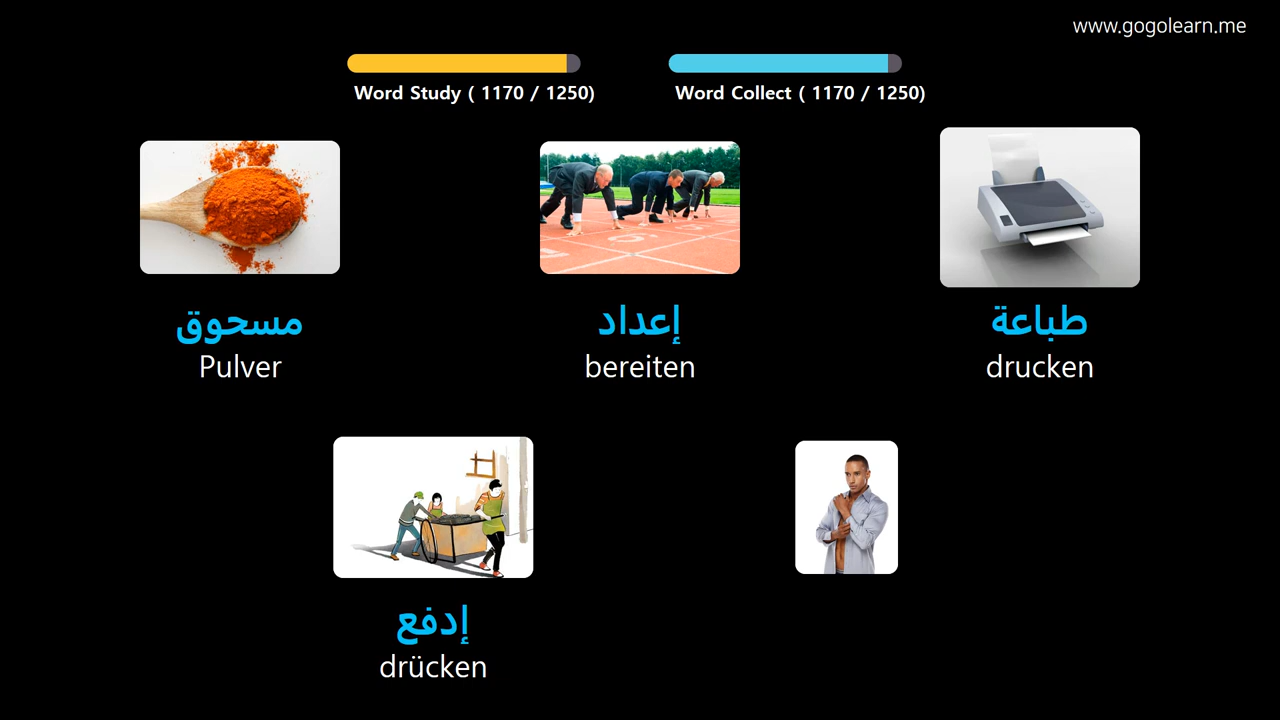 www.gogolearn.me
Word Study ( 1170 / 1250)
Word Collect ( 1170 / 1250)
مسحوق
Pulver
إعداد
bereiten
طباعة
drucken
إدفع
drücken